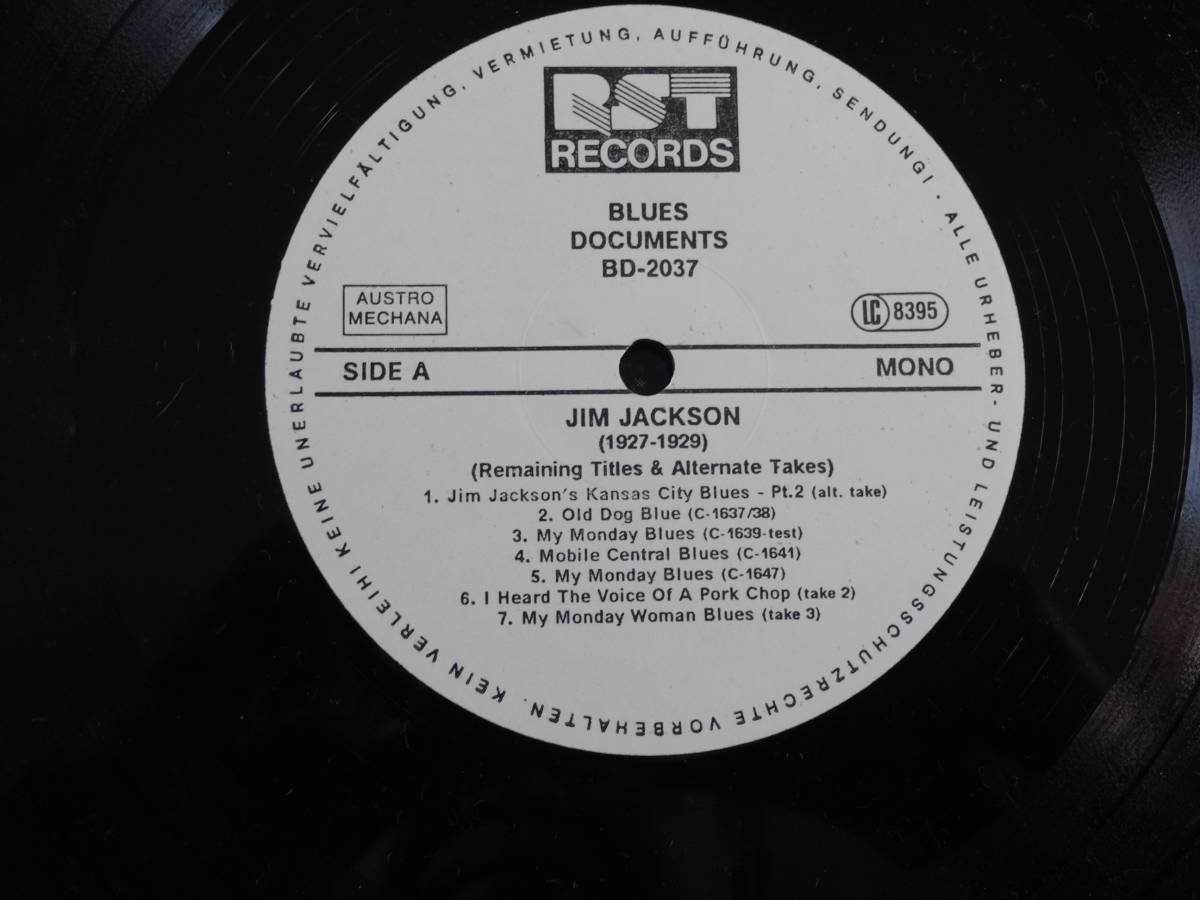 RST
RECORDS
BLUES
DOCUMENTS
BD-2037
AUSTRO
MECHANA
LC 8395
SIDE A
MONO
JIM JACKSON
(1927-1929)
(Remaining Titles & Alternate Takes)
1. Jim Jackson's Kansas City Blues - Pt.2 (alt. take)
2. Old Dog Blue (C-1637/38)
3. My Monday Blues (C-1639-test)
4. Mobile Central Blues (C-1641)
5. My Monday Blues (C-1647)
6. I Heard The Voice Of A Pork Chop (take 2)
7. My Monday Woman Blues (take 3)
ALLE URHEBER- UND LEISTUNGSSCHUTZRECHTE VORBEHALTEN. KEIN VERLEIH! KEINE UNERLAUBTE VERVIELFÄLTIGUNG, VERMIETUNG, AUFFÜHRUNG, SENDUNG! ·